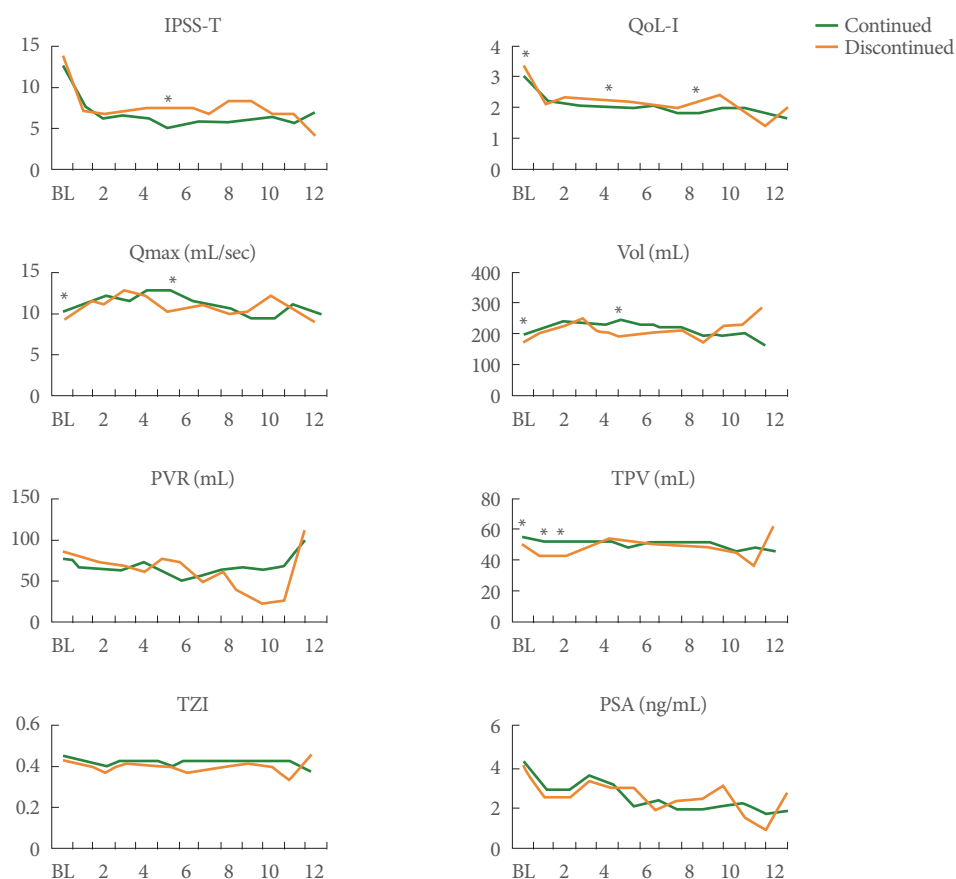 IPSS-T
15
10
5
0
BL 2 4 6 8 10 12
*
QoL-I
4
3
2
1
0
BL 2 4 6 8 10 12
* * *
Continued
Discontinued
Qmax (mL/sec)
15
10
5
0
BL 2 4 6 8 10 12
* *
Vol (mL)
400
300
200
100
0
BL 2 4 6 8 10 12
* *
PVR (mL)
150
100
50
0
BL 2 4 6 8 10 12
TPV (mL)
80
60
40
20
0
BL 2 4 6 8 10 12
* * *
TZI
0.6
0.4
0.2
0
BL 2 4 6 8 10 12
PSA (ng/mL)
6
4
2
0
BL 2 4 6 8 10 12